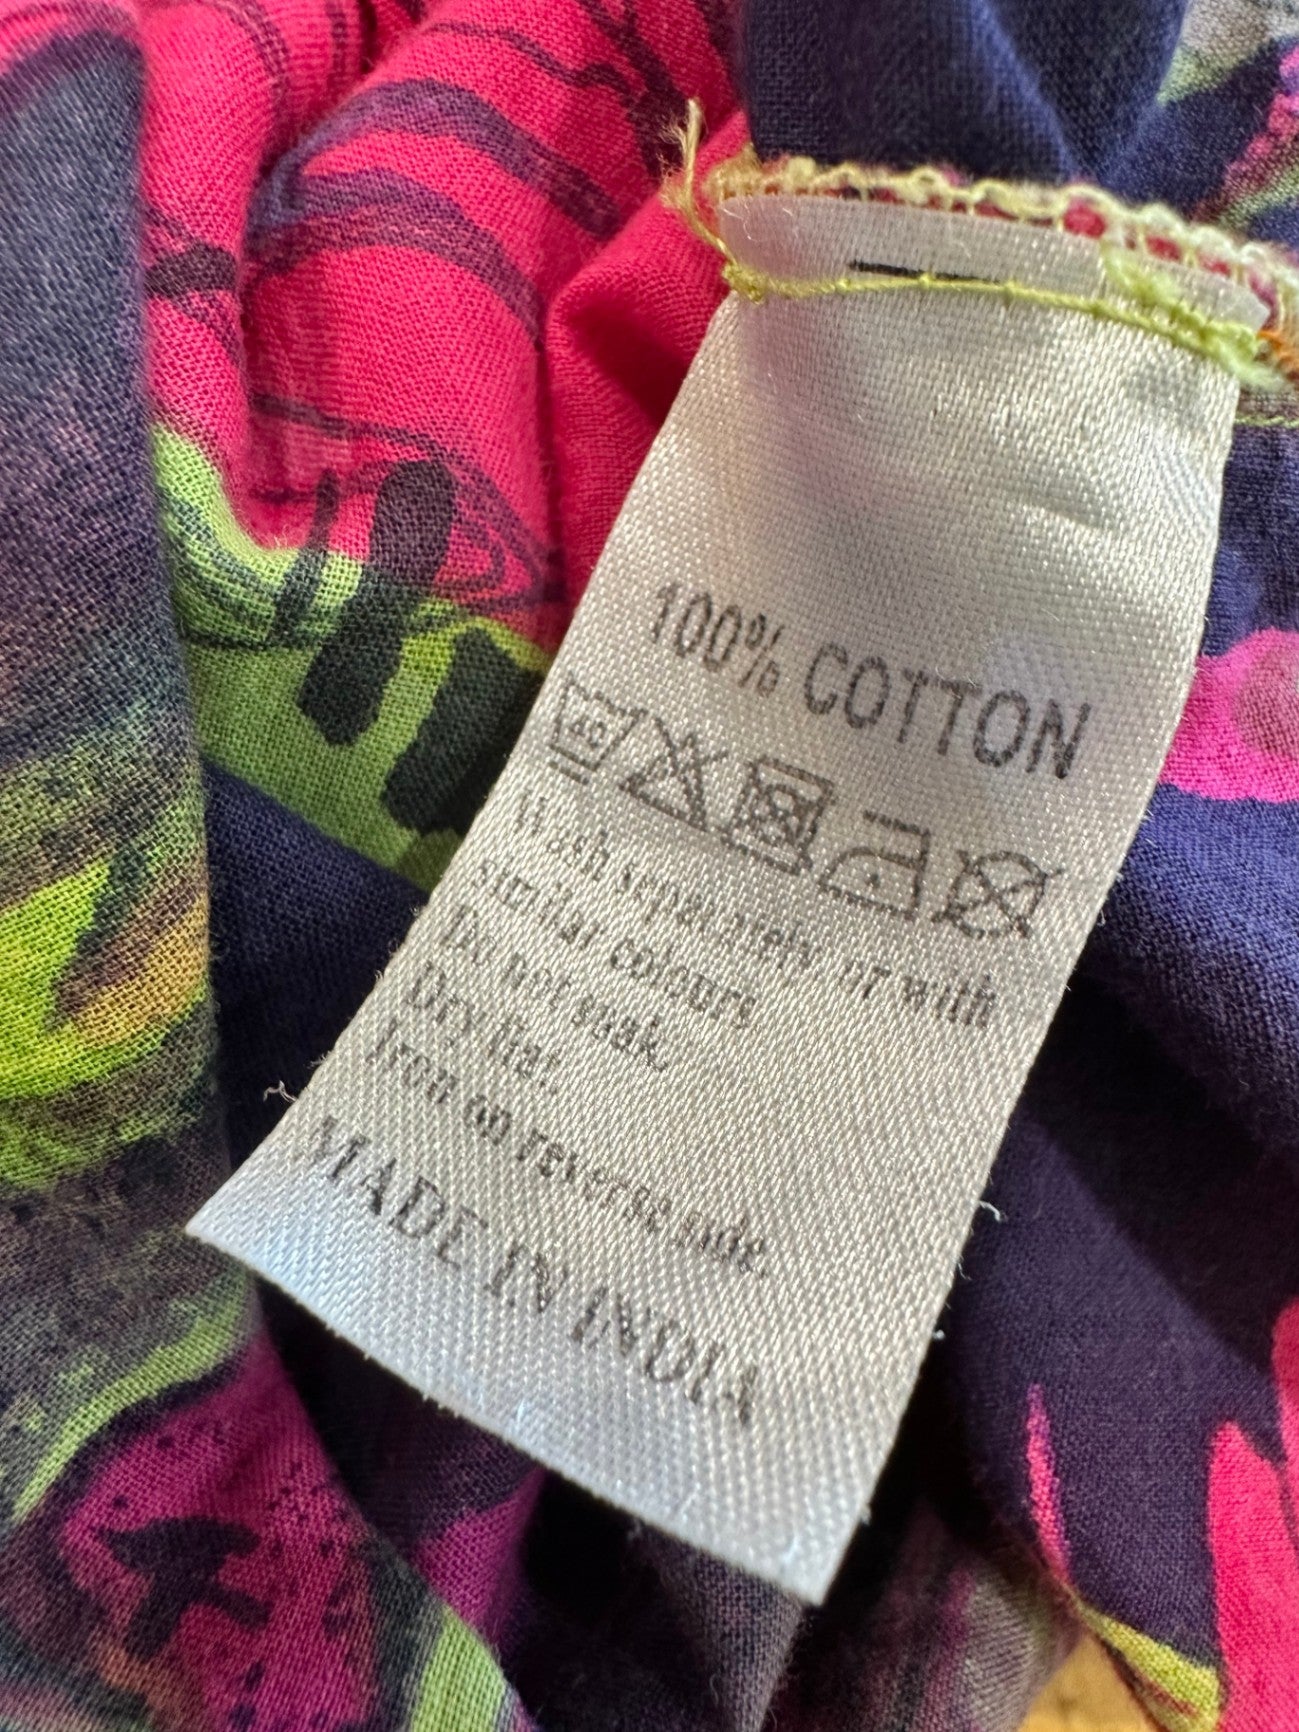 100% COTTON
40
Wash separately or with
similar colours
Do not soak.
Dry flat.
Iron on reverse side.
MADE IN INDIA